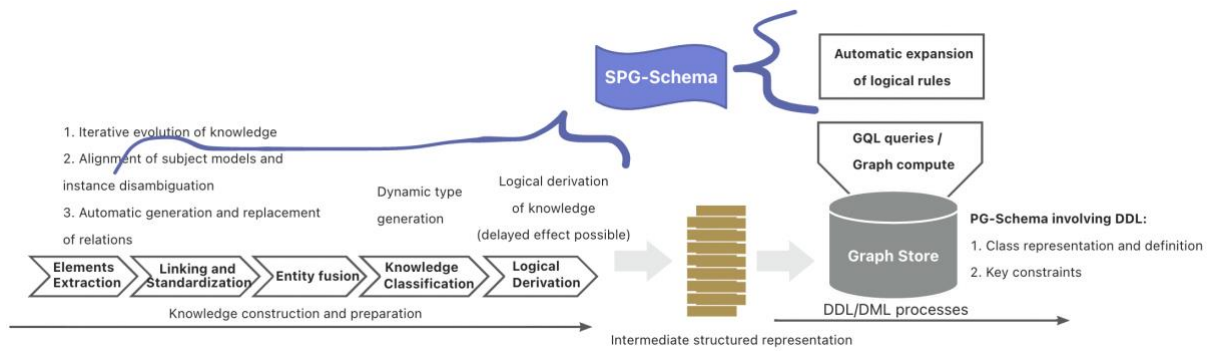 SPG-Schema
Automatic expansion
of logical rules
1. Iterative evolution of knowledge
2. Alignment of subject models and
instance disambiguation
3. Automatic generation and replacement
of relations
Dynamic type
generation
Logical derivation
of knowledge
(delayed effect possible)
GQL queries /
Graph compute
Graph Store
PG-Schema involving DDL:
1. Class representation and definition
2. Key constraints
Elements
Extraction
Linking and
Standardization
Entity fusion
Knowledge
Classification
Logical
Derivation
Knowledge construction and preparation
Intermediate structured representation
DDL/DML processes